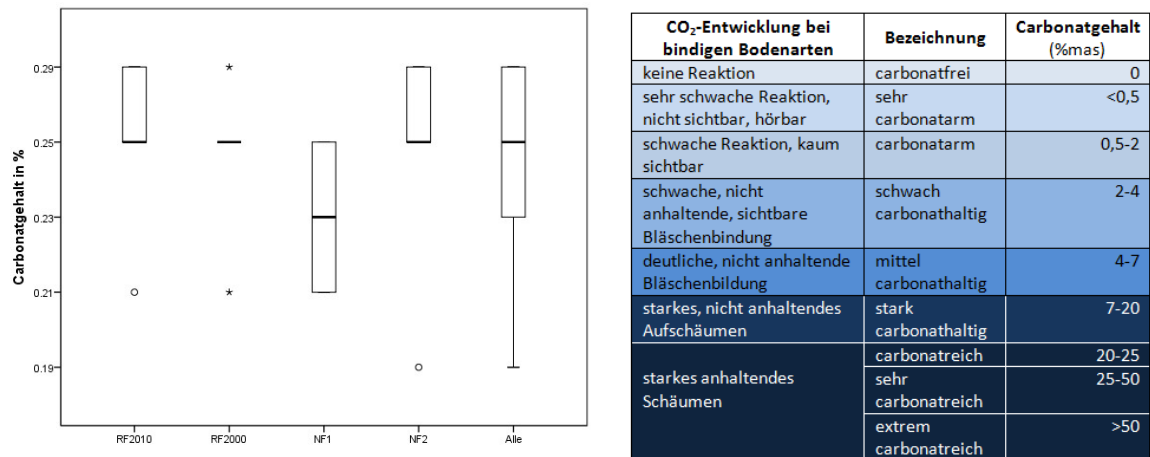 Carbonatgehalt in %
0.29
0.25
0.23
0.21
0.19
RF2010
RF2000
NF1
NF2
Alle
CO₂-Entwicklung bei
bindigen Bodenarten
Bezeichnung
Carbonatgehalt
(%mas)
keine Reaktion
carbonatfrei
0
sehr schwache Reaktion,
nicht sichtbar, hörbar
sehr
carbonatarm
<0,5
schwache Reaktion, kaum
sichtbar
carbonatarm
0,5-2
schwache, nicht
anhaltende, sichtbare
Bläschenbindung
schwach
carbonathaltig
2-4
deutliche, nicht anhaltende
Bläschenbildung
mittel
carbonathaltig
4-7
starkes, nicht anhaltendes
Aufschäumen
stark
carbonathaltig
7-20
starkes anhaltendes
Schäumen
carbonatreich
20-25
sehr
carbonatreich
25-50
extrem
carbonatreich
>50